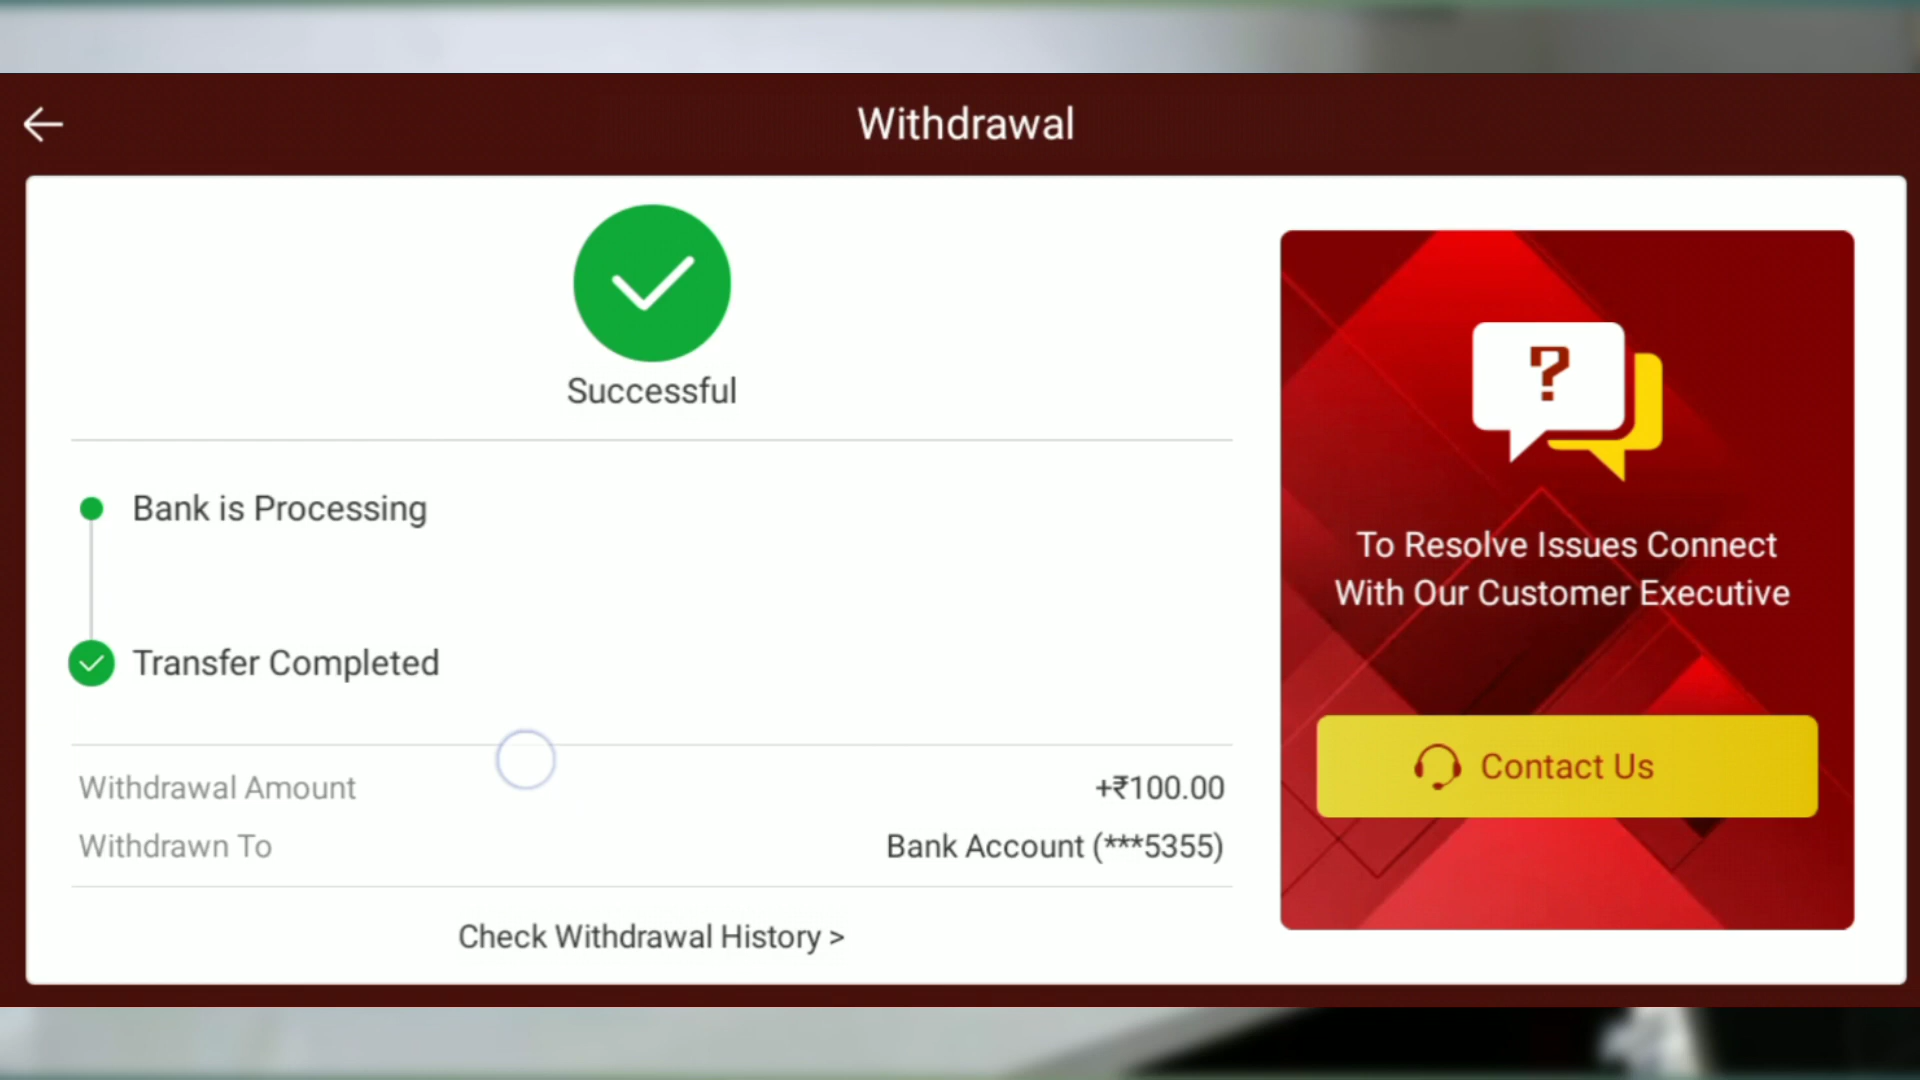 Withdrawal
Successful
Bank is Processing
Transfer Completed
Withdrawal Amount +₹100.00
Withdrawn To Bank Account (***5355)
Check Withdrawal History >
?
To Resolve Issues Connect
With Our Customer Executive
Contact Us